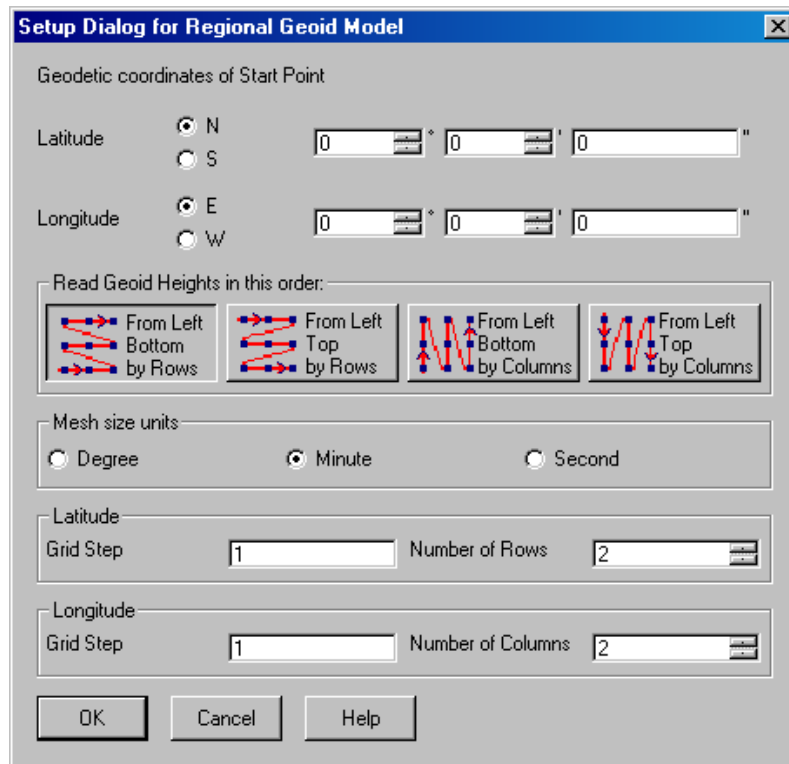 Setup Dialog for Regional Geoid Model
Geodetic coordinates of Start Point
Latitude
N
S
0 ° 0 ' 0 "
Longitude
E
W
0 ° 0 ' 0 "
Read Geoid Heights in this order:
From Left
Bottom
by Rows
From Left
Top
by Rows
From Left
Bottom
by Columns
From Left
Top
by Columns
Mesh size units
Degree Minute Second
Latitude
Grid Step 1 Number of Rows 2
Longitude
Grid Step 1 Number of Columns 2
OK Cancel Help